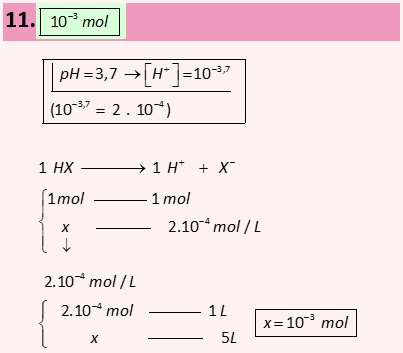 11. 10⁻³ mol
pH = 3,7 → [H⁺] = 10⁻³,⁷
(10⁻³,⁷ = 2 . 10⁻⁴)
1 HX ⟶ 1 H⁺ + X⁻
1 mol —— 1 mol
x —— 2.10⁻⁴ mol / L
↓
2.10⁻⁴ mol / L
2.10⁻⁴ mol —— 1 L
x —— 5L
x = 10⁻³ mol